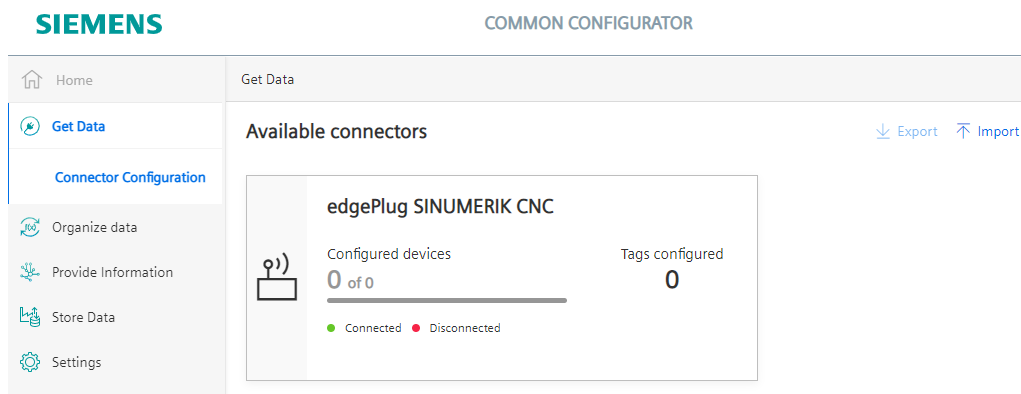 SIEMENS
COMMON CONFIGURATOR
Home
Get Data
Connector Configuration
Organize data
Provide Information
Store Data
Settings
Get Data
Available connectors
Export
Import
edgePlug SINUMERIK CNC
Configured devices
0 of 0
Tags configured
0
Connected
Disconnected